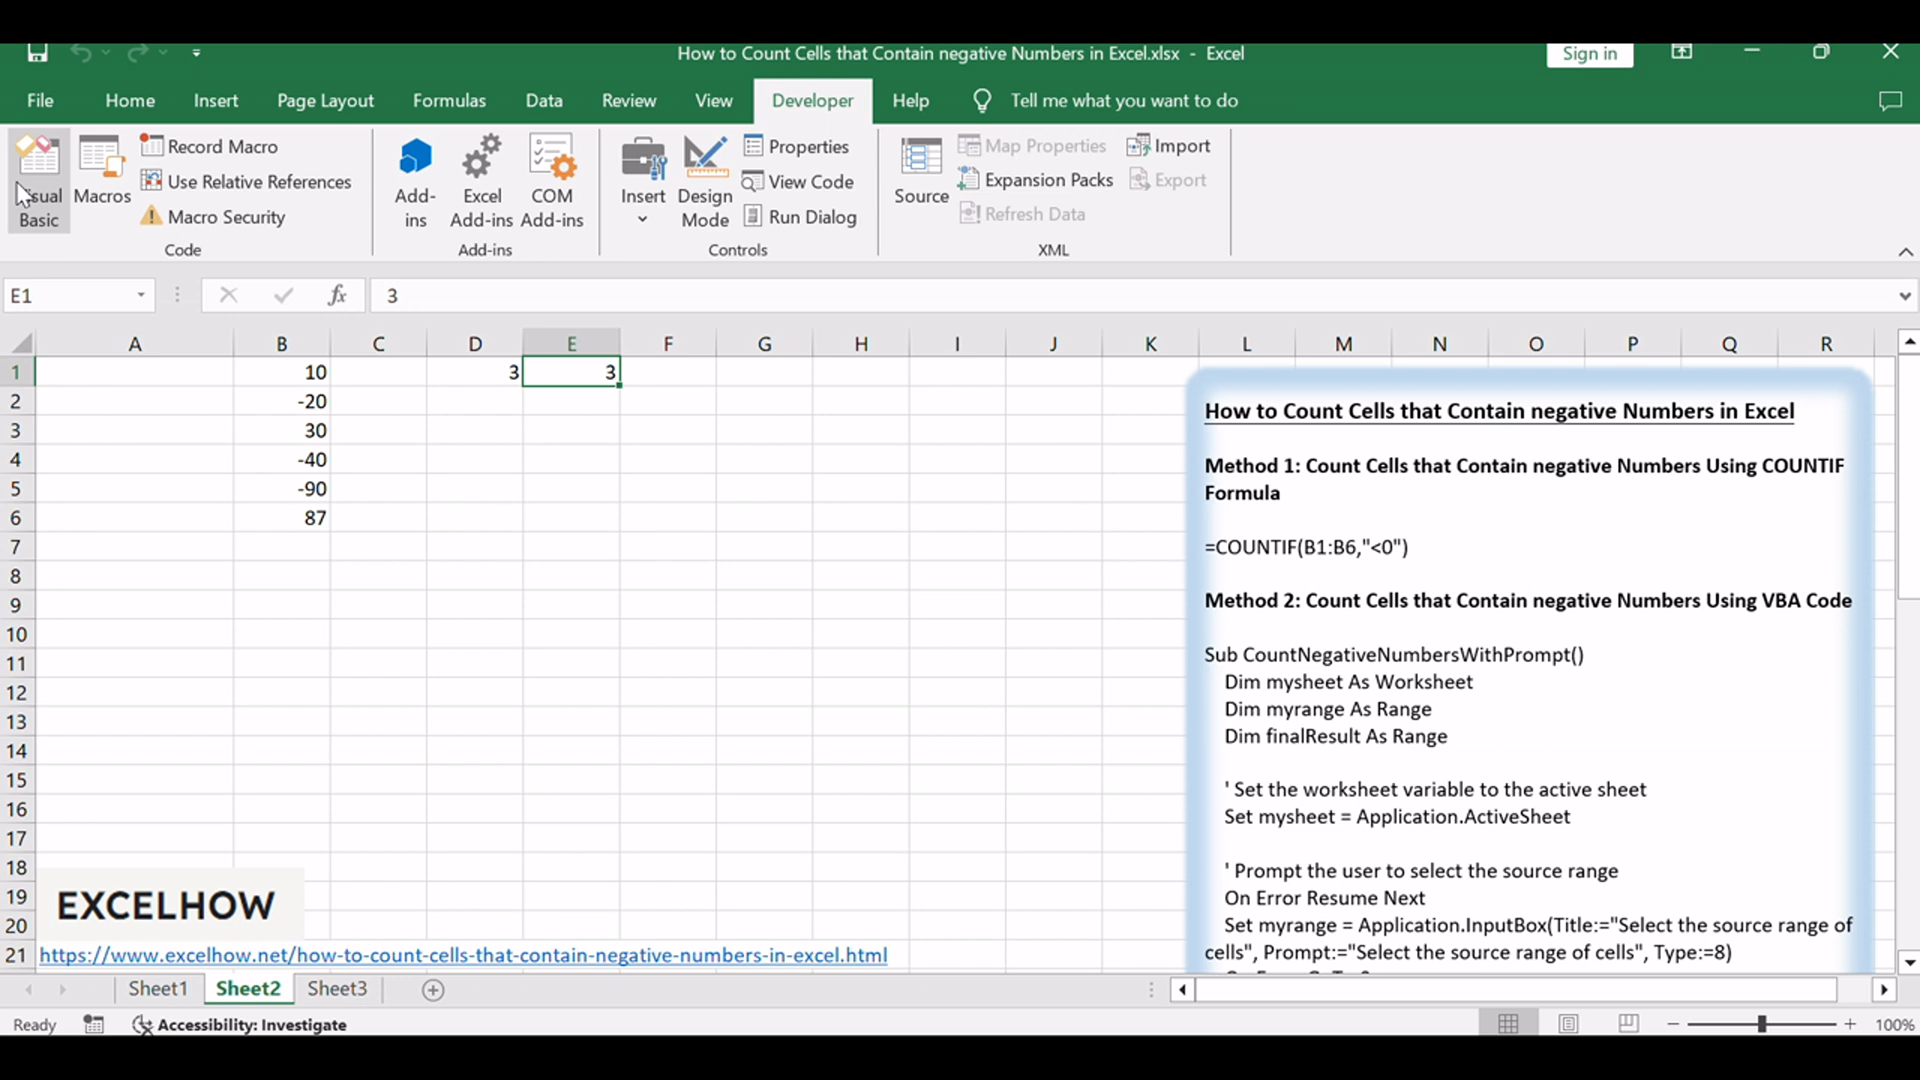 How to Count Cells that Contain negative Numbers in Excel.xlsx - Excel
Sign in
File Home Insert Page Layout Formulas Data Review View Developer Help Tell me what you want to do
Visual Basic
Macros
Record Macro
Use Relative References
Macro Security
Code
Add-ins
Excel Add-ins
COM Add-ins
Add-ins
Insert
Design Mode
Properties
View Code
Run Dialog
Controls
Source
Map Properties
Expansion Packs
Refresh Data
Import
Export
XML
E1
fx
3
A B C D E F G H I J K L M N O P Q R
1 10 3 3
2 -20
3 30
4 -40
5 -90
6 87
7
8
9
10
11
12
13
14
15
16
17
18
19
20
21
How to Count Cells that Contain negative Numbers in Excel
Method 1: Count Cells that Contain negative Numbers Using COUNTIF
Formula
=COUNTIF(B1:B6,"<0")
Method 2: Count Cells that Contain negative Numbers Using VBA Code
Sub CountNegativeNumbersWithPrompt()
Dim mysheet As Worksheet
Dim myrange As Range
Dim finalResult As Range
' Set the worksheet variable to the active sheet
Set mysheet = Application.ActiveSheet
' Prompt the user to select the source range
On Error Resume Next
Set myrange = Application.InputBox(Title:="Select the source range of
cells", Prompt:="Select the source range of cells", Type:=8)
EXCELHOW
https://www.excelhow.net/how-to-count-cells-that-contain-negative-numbers-in-excel.html
Sheet1 Sheet2 Sheet3
Ready
Accessibility: Investigate
100%